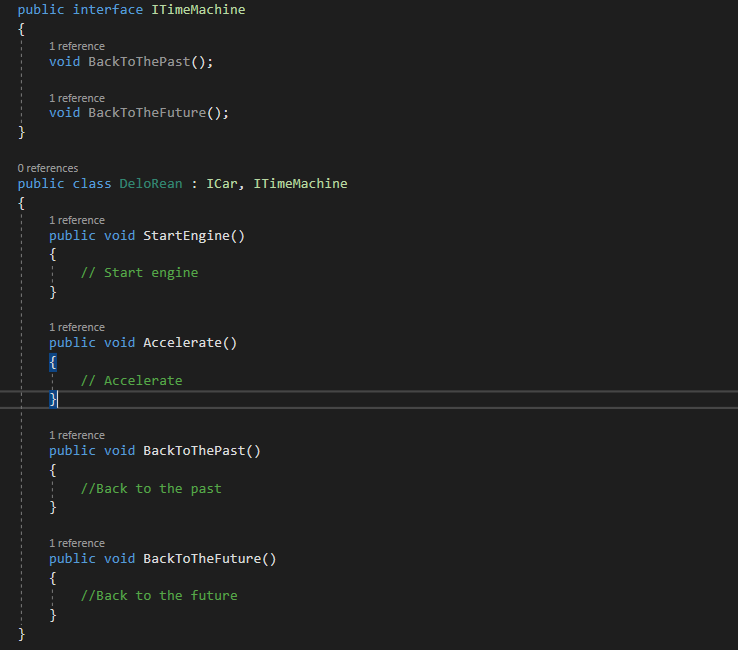 public interface ITimeMachine
{
1 reference
void BackToThePast();
1 reference
void BackToTheFuture();
}
0 references
public class DeloRean : ICar, ITimeMachine
{
1 reference
public void StartEngine()
{
// Start engine
}
1 reference
public void Accelerate()
{
// Accelerate
}
1 reference
public void BackToThePast()
{
//Back to the past
}
1 reference
public void BackToTheFuture()
{
//Back to the future
}
}